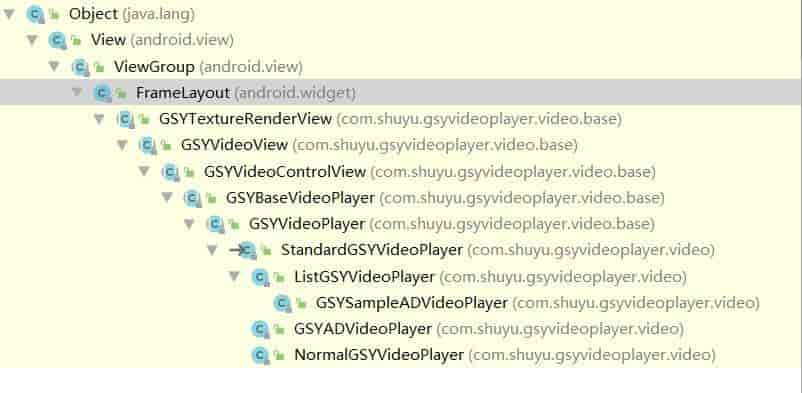 Object (java.lang)
View (android.view)
ViewGroup (android.view)
FrameLayout (android.widget)
GSYTextureRenderView (com.shuyu.gsyvideoplayer.video.base)
GSYVideoView (com.shuyu.gsyvideoplayer.video.base)
GSYVideoControlView (com.shuyu.gsyvideoplayer.video.base)
GSYBaseVideoPlayer (com.shuyu.gsyvideoplayer.video.base)
GSYVideoPlayer (com.shuyu.gsyvideoplayer.video.base)
StandardGSYVideoPlayer (com.shuyu.gsyvideoplayer.video)
ListGSYVideoPlayer (com.shuyu.gsyvideoplayer.video)
GSYSampleADVideoPlayer (com.shuyu.gsyvideoplayer.video)
GSYADVideoPlayer (com.shuyu.gsyvideoplayer.video)
NormalGSYVideoPlayer (com.shuyu.gsyvideoplayer.video)